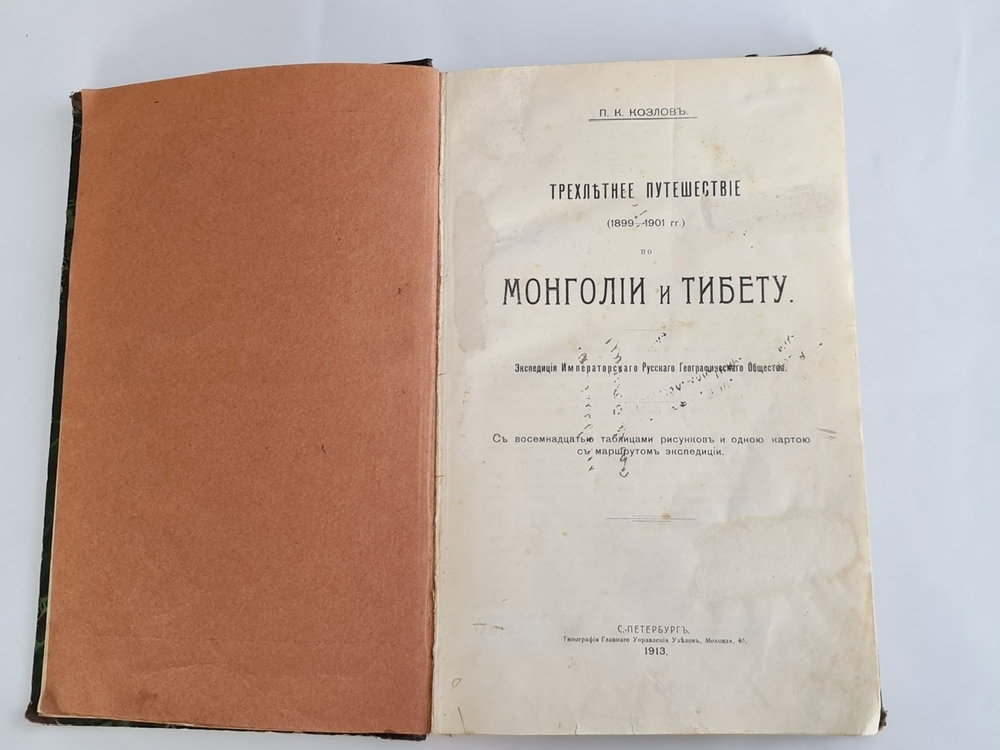 П. К. КОЗЛОВЪ.
ТРЕХЛѢТНЕЕ ПУТЕШЕСТВІЕ
(1899-1901 гг.)
ПО
МОНГОЛІИ и ТИБЕТУ.
Экспедиція Императорскаго Русскаго Географическаго Общества.
Съ восемнадцатью таблицами рисунковъ и одною картою
съ маршрутомъ экспедиціи.
С.-ПЕТЕРБУРГЪ.
Типографія Главнаго Управленія Удѣловъ, Моховая, 40.
1913.